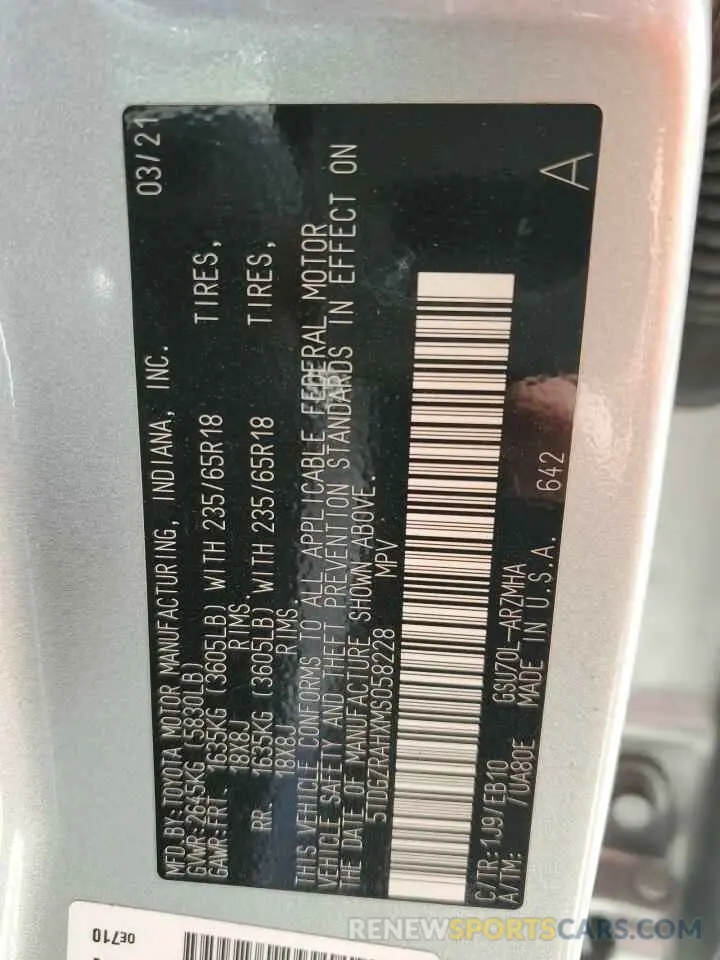 MFD.BY:TOYOTA MOTOR MANUFACTURING, INDIANA, INC. 03/21
GVWR:2645KG (5880LB)
GAWR:FRT. 1635KG (3605LB) WITH 235/65R18 TIRES,
18X8J RIMS.
RR. 1635KG (3605LB) WITH 235/65R18 TIRES,
18X8J RIMS.
THIS VEHICLE CONFORMS TO ALL APPLICABLE FEDERAL MOTOR
VEHICLE SAFETY AND THEFT PREVENTION STANDARDS IN EFFECT ON
THE DATE OF MANUFACTURE SHOWN ABOVE.
5TDGZRAHXMS058228 MPV
C/TR:1J9/EB10 GSU70L-ARZMHA 642
A/TM: /UA80E MADE IN U.S.A. A
0E710
RENEWSPORTSCARS.COM